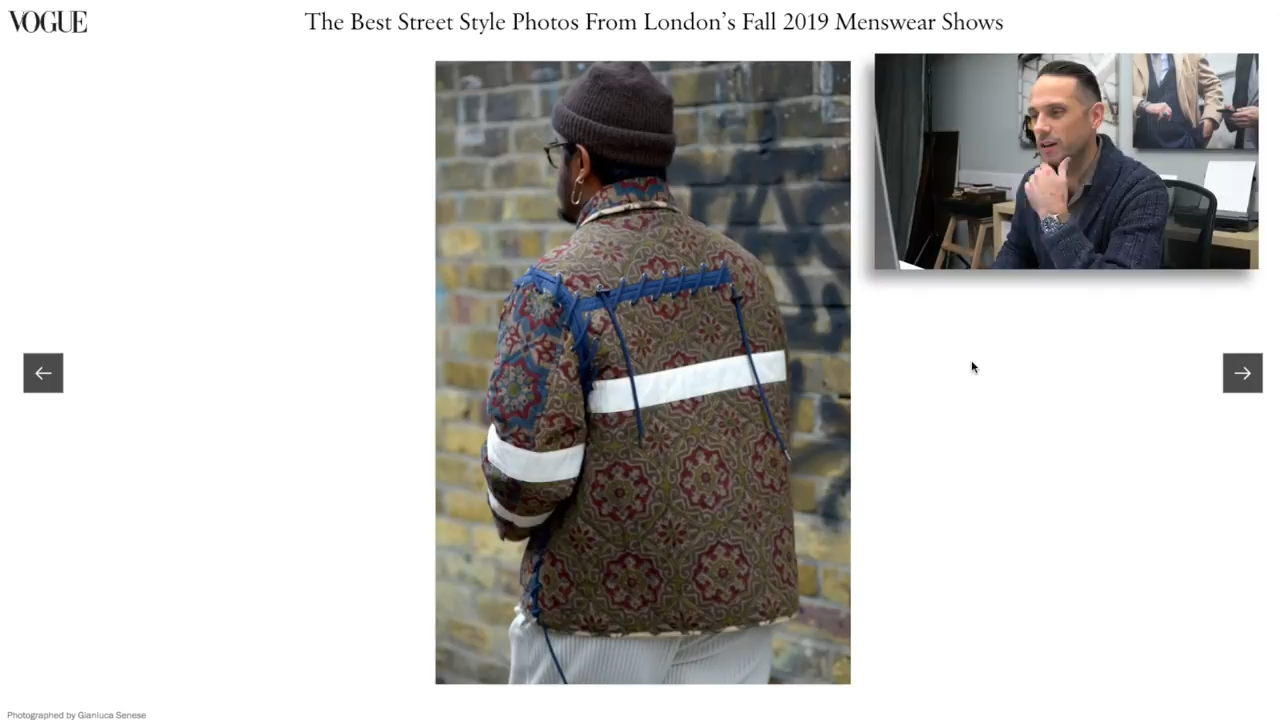 VOGUE
The Best Street Style Photos From London's Fall 2019 Menswear Shows
Photographed by Gianluca Senese